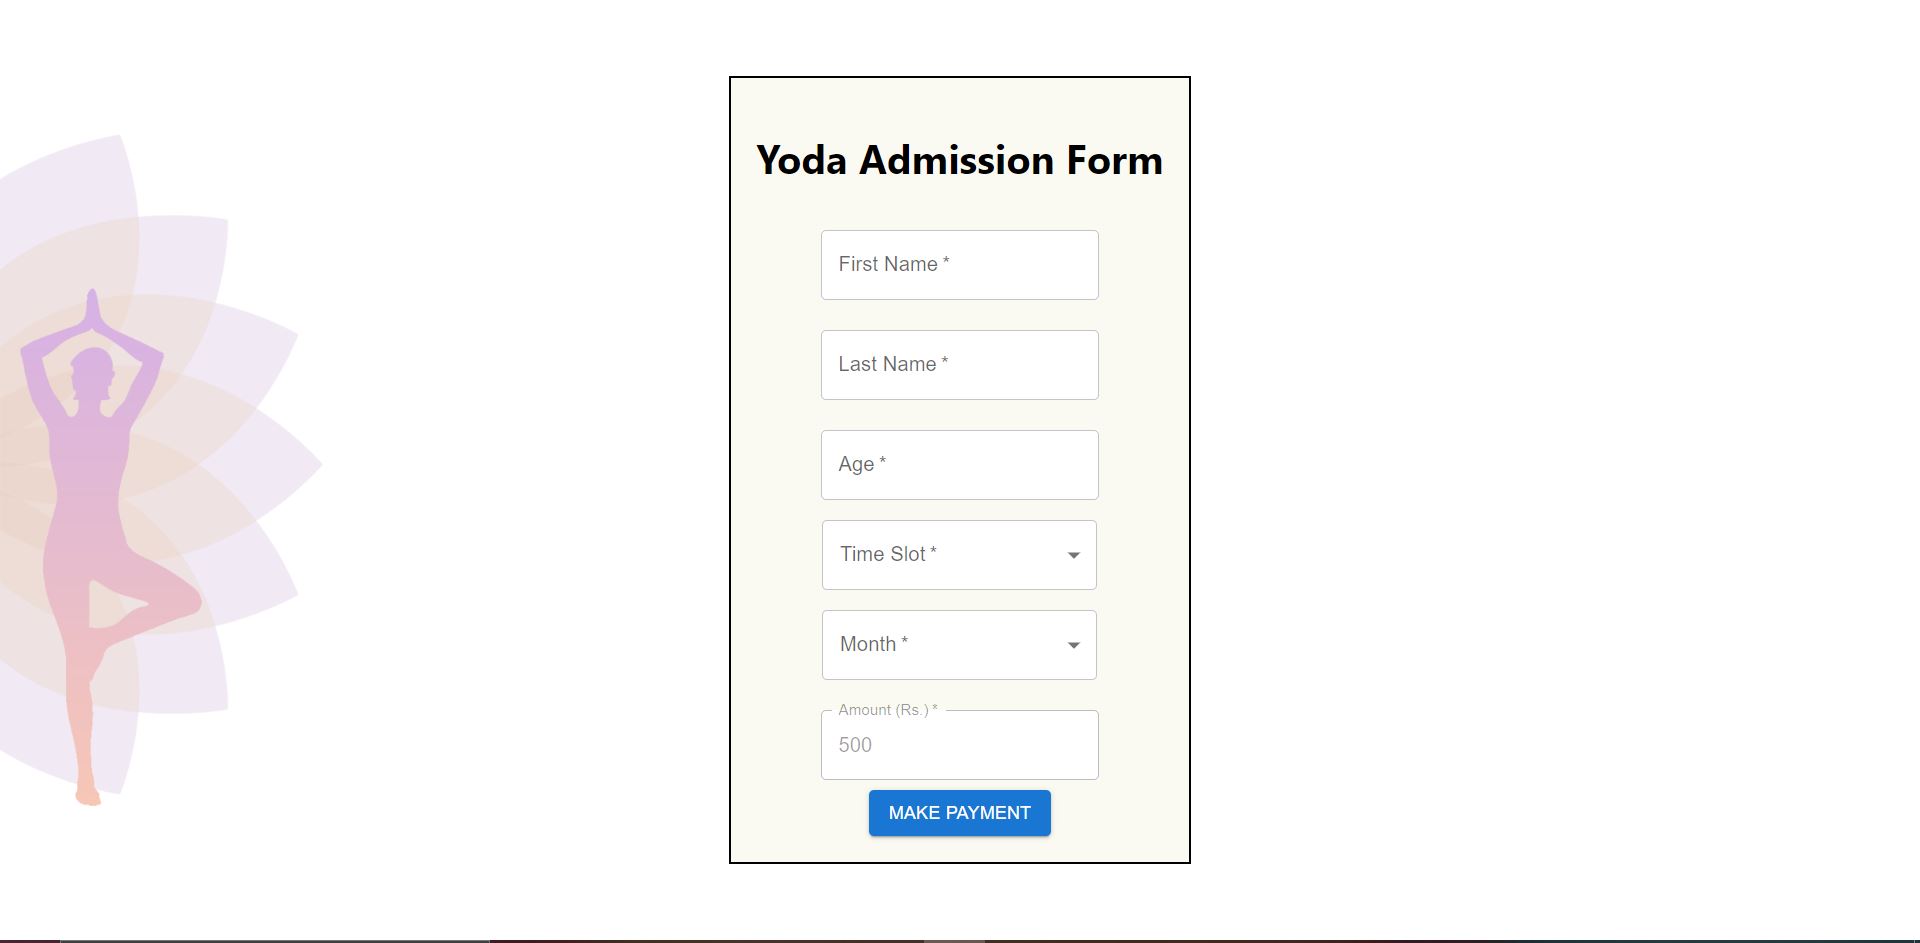 Yoda Admission Form
First Name *
Last Name *
Age *
Time Slot *
Month *
Amount (Rs.) *
500
MAKE PAYMENT